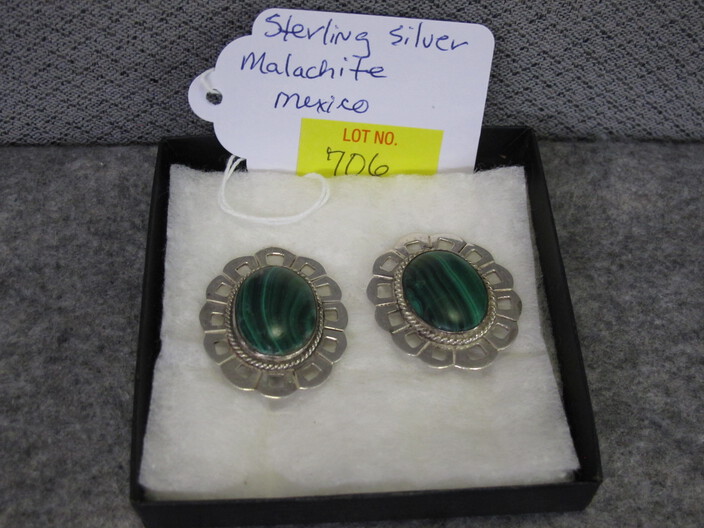 Sterling Silver
Malachite
Mexico
LOT NO.
706